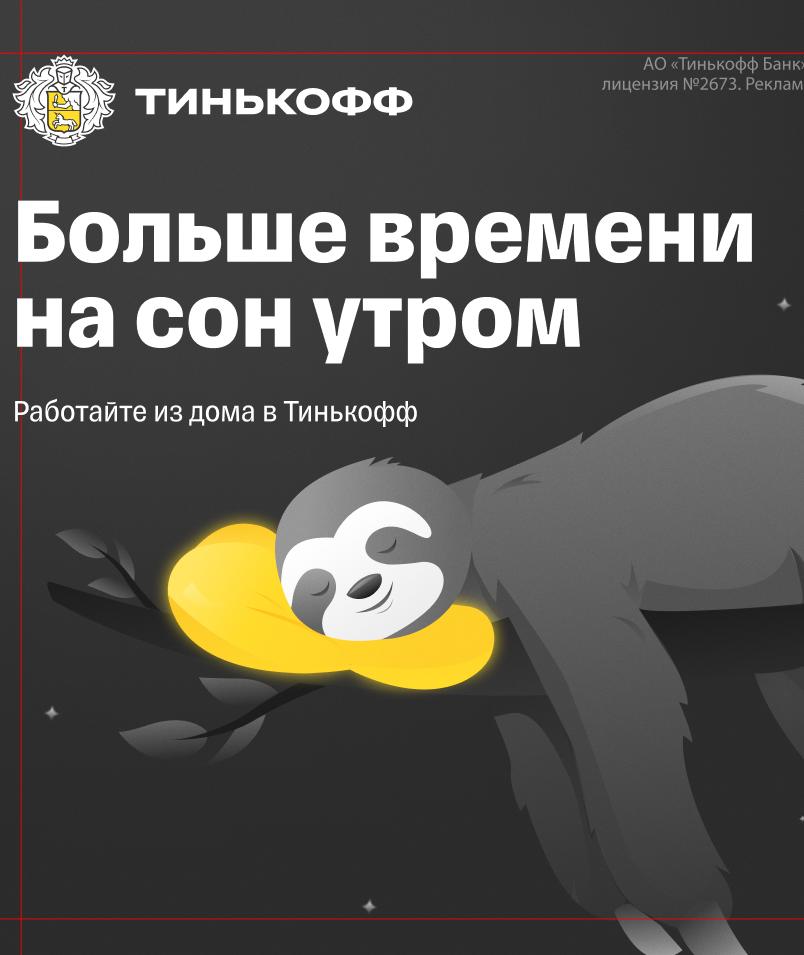 АО «Тинькофф Банк»
лицензия №2673. Реклам
ТИНЬКОФФ
Больше времени
на сон утром
Работайте из дома в Тинькофф